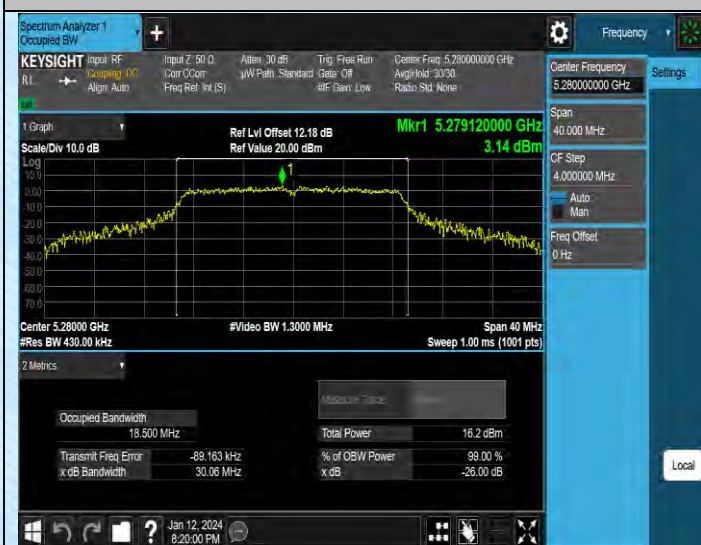 Spectrum Analyzer 1
Occupied BW
Frequency
KEYSIGHT
Input: RF
Coupling: DC
Align: Auto
Input Z: 50 Ω
Corr CCorr
Freq Ref: Int (S)
Atten: 30 dB
µW Path: Standard
Trig: Free Run
Gate: Off
#IF Gain: Low
Center Freq: 5.280000000 GHz
Avg|Hold: 30/30
Radio Std: None
Center Frequency
5.280000000 GHz
Settings
Span
40.000 MHz
CF Step
4.000000 MHz
Auto
Man
Freq Offset
0 Hz
1 Graph
Scale/Div 10.0 dB
Ref Lvl Offset 12.18 dB
Ref Value 20.00 dBm
Mkr1 5.279120000 GHz
3.14 dBm
Log
10.0
0.00
-10.0
-20.0
-30.0
-40.0
-50.0
-60.0
-70.0
1
Center 5.28000 GHz
#Res BW 430.00 kHz
#Video BW 1.3000 MHz
Span 40 MHz
Sweep 1.00 ms (1001 pts)
2 Metrics
Measure Trace
Occupied Bandwidth
18.500 MHz
Total Power 16.2 dBm
Transmit Freq Error -89.163 kHz
% of OBW Power 99.00 %
x dB Bandwidth 30.06 MHz
x dB -26.00 dB
Local
Jan 12, 2024
8:20:00 PM